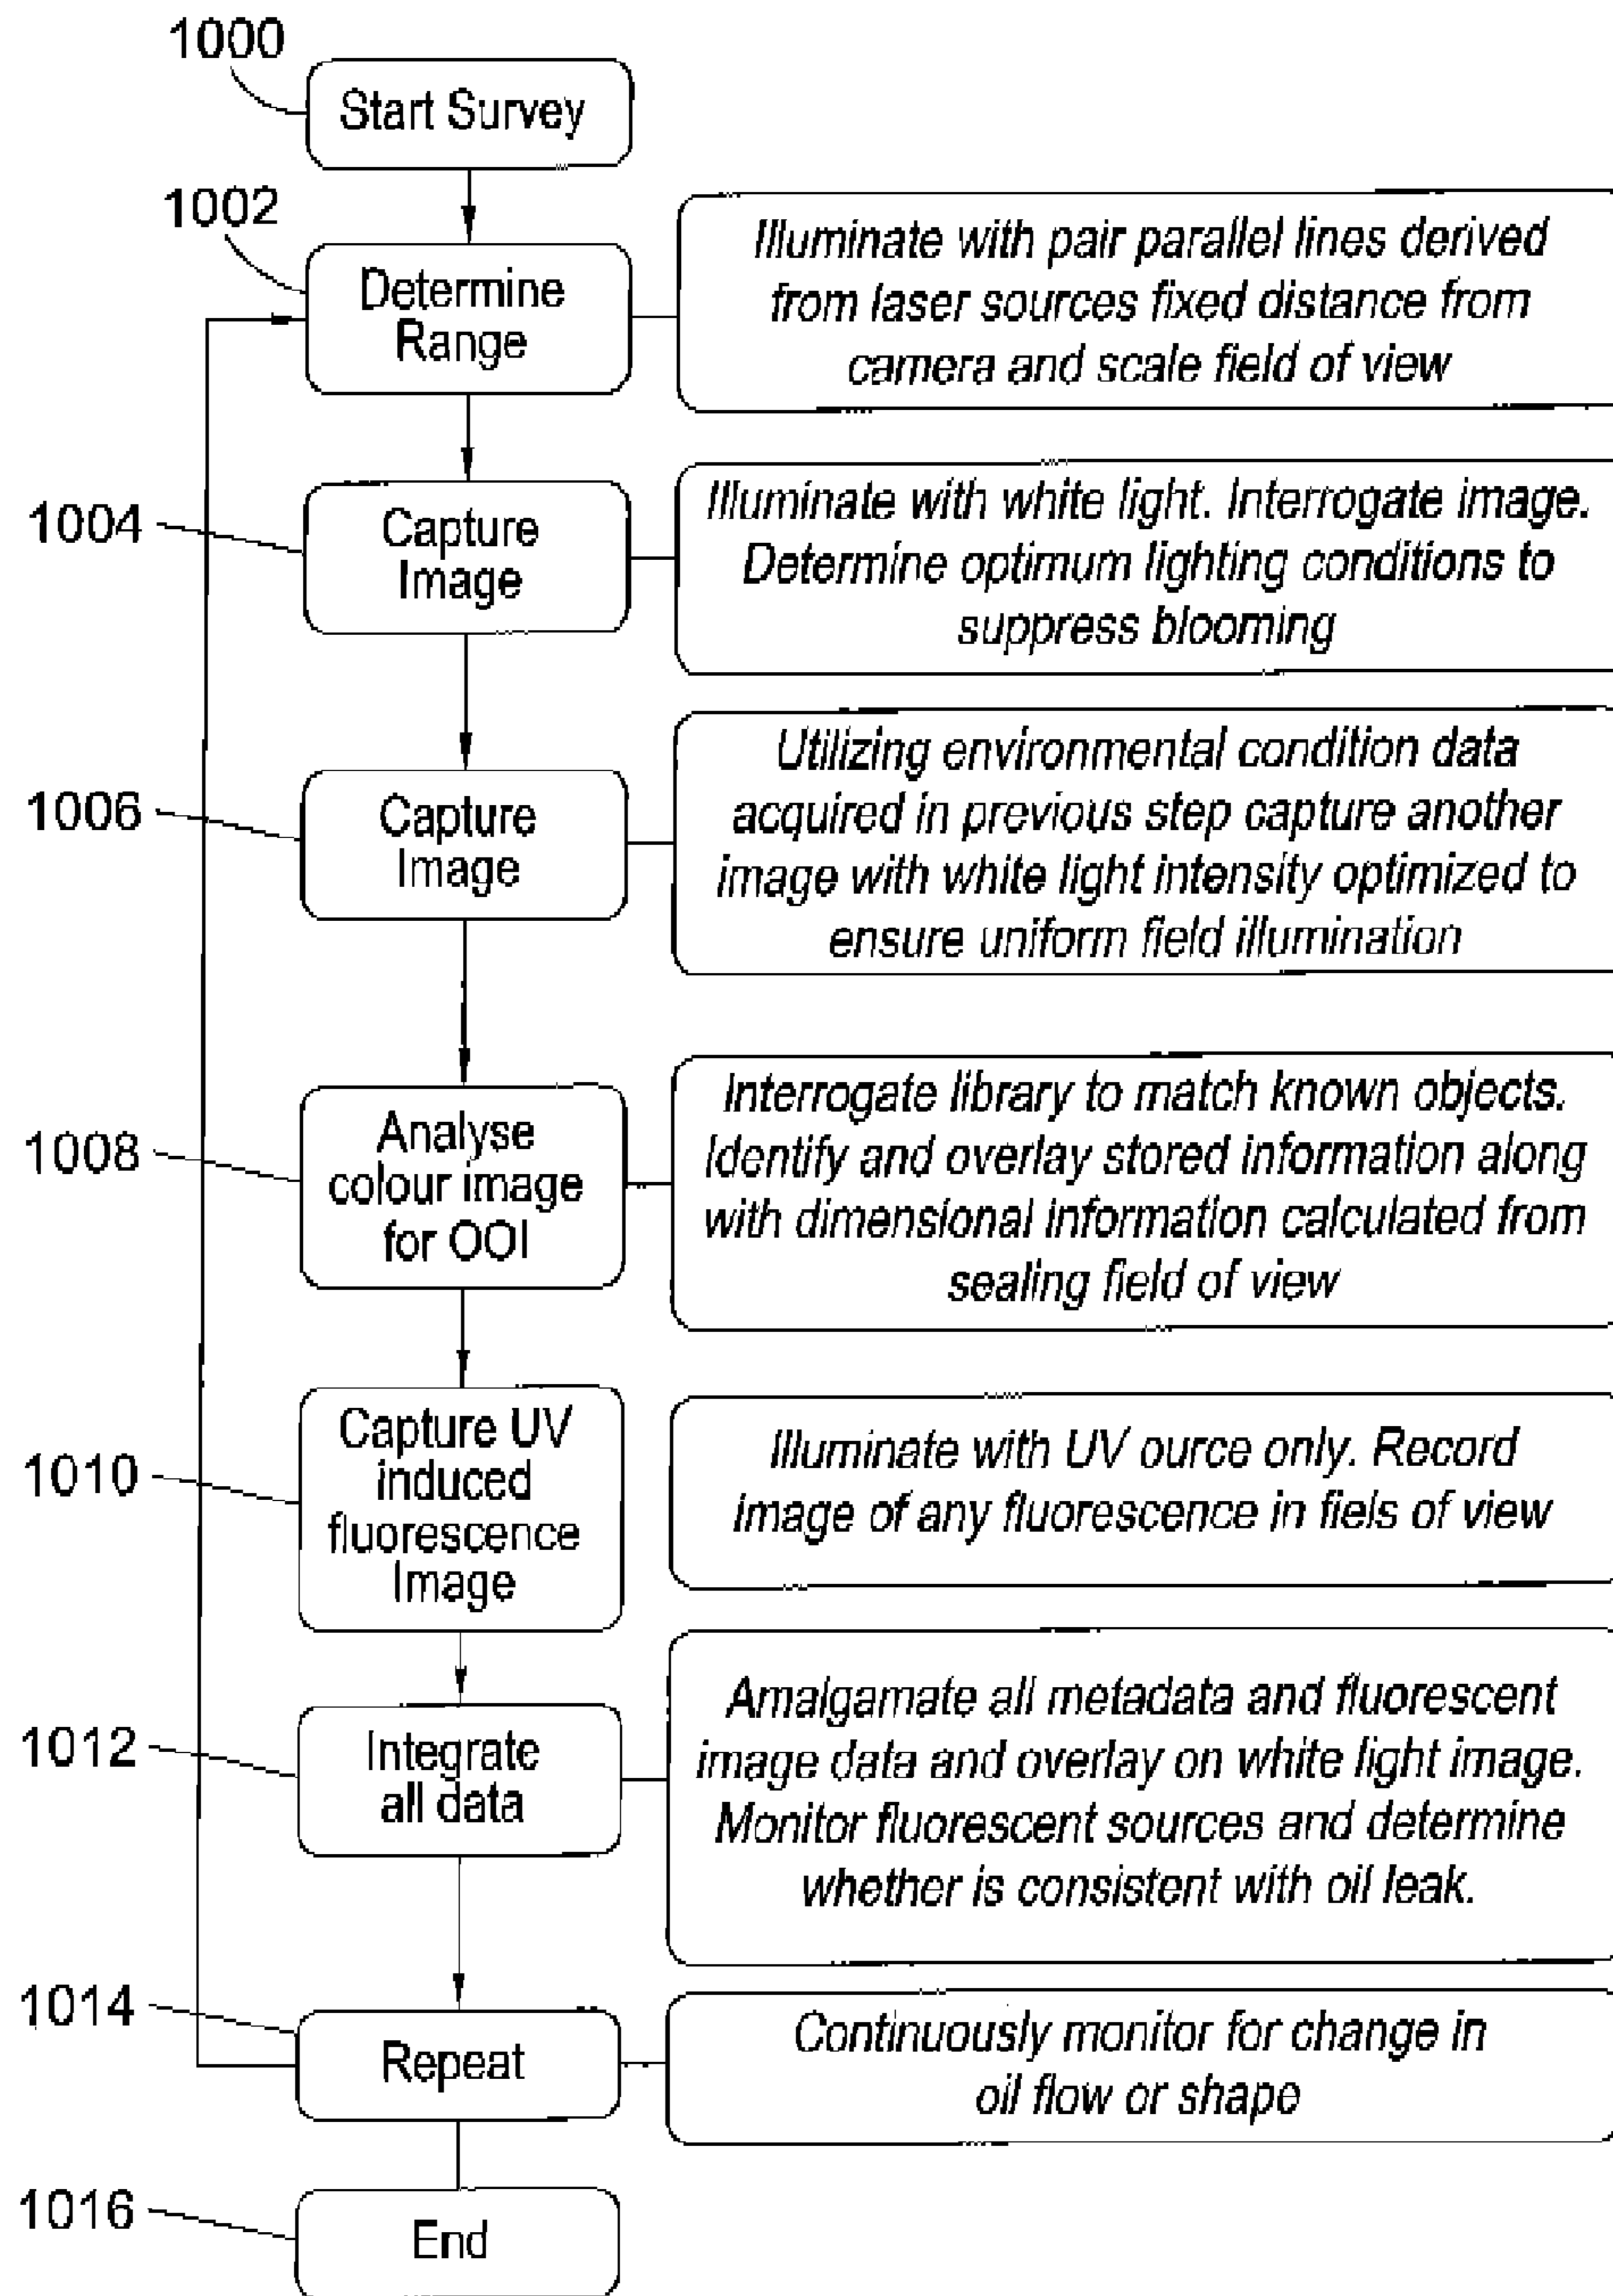 1000
Start Survey
1002
Determine
Range
Illuminate with pair parallel lines derived
from laser sources fixed distance from
camera and scale field of view
1004
Capture
Image
Illuminate with white light. Interrogate image.
Determine optimum lighting conditions to
suppress blooming
1006
Capture
Image
Utilizing environmental condition data
acquired in previous step capture another
image with white light intensity optimized to
ensure uniform field illumination
1008
Analyse
colour image
for OOI
Interrogate library to match known objects.
Identify and overlay stored information along
with dimensional information calculated from
sealing field of view
1010
Capture UV
induced
fluorescence
Image
Illuminate with UV ource only. Record
image of any fluorescence in fiels of view
1012
Integrate
all data
Amalgamate all metadata and fluorescent
image data and overlay on white light image.
Monitor fluorescent sources and determine
whether is consistent with oil leak.
1014
Repeat
Continuously monitor for change in
oil flow or shape
1016
End